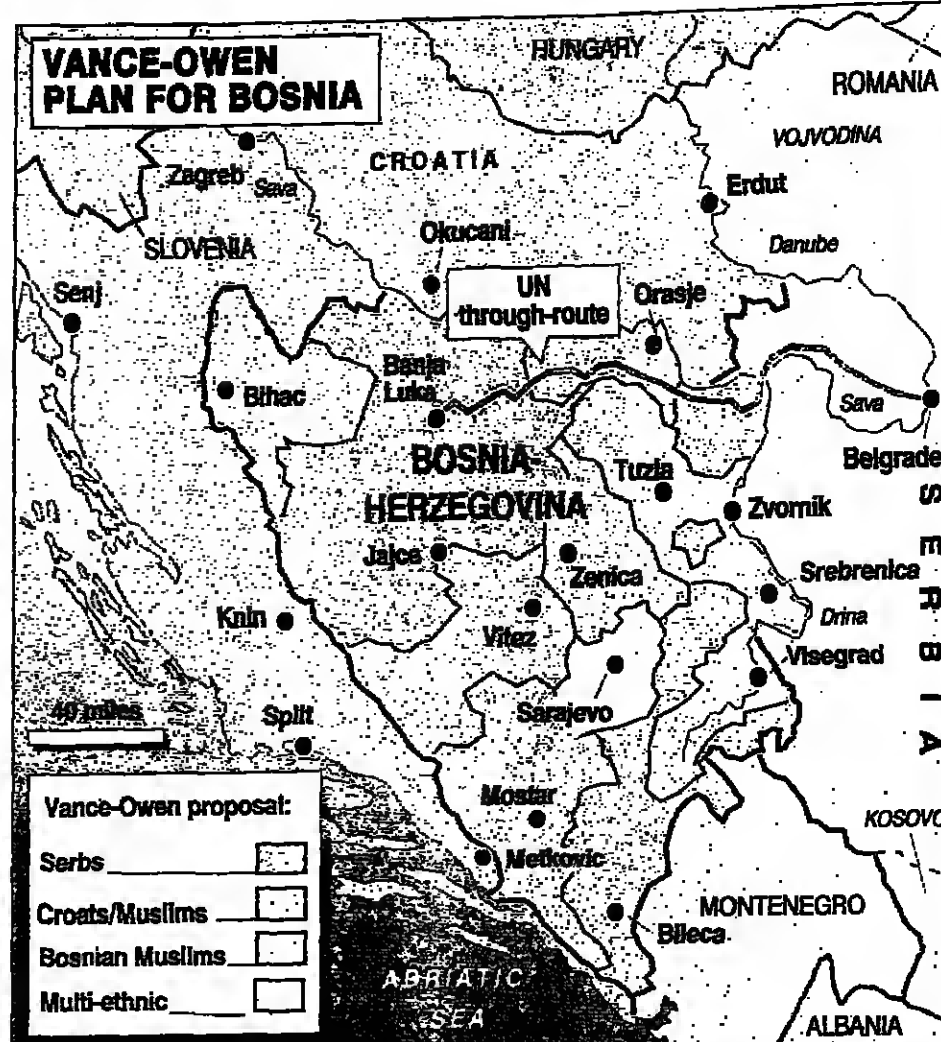 VANCE-OWEN
PLAN FOR BOSNIA
HUNGARY
ROMANIA
VOJVODINA
CROATIA
Zagreb
Sava
Erdut
SLOVENIA
Okucani
Danube
Senj
UN
through-route
Orasje
Banja
Luka
Bihac
Sava
Belgrade
BOSNIA-
HERZEGOVINA
Tuzla
Zvornik
SERBIA
Jajce
Zenica
Srebrenica
Knin
Vitez
Drina
Visegrad
40 miles
Split
Sarajevo
Vance-Owen proposal:
Mostar
KOSOVO
Serbs
Metkovic
Croats/Muslims
MONTENEGRO
Bileca
Bosnian Muslims
ADRIATIC
SEA
Multi-ethnic
ALBANIA